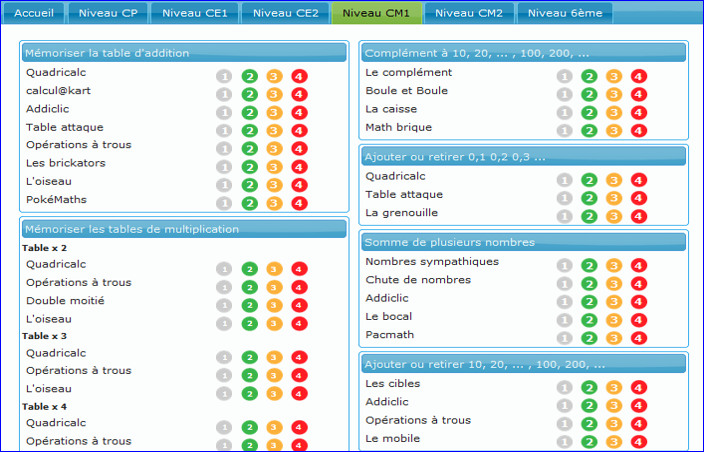 Accueil Niveau CP Niveau CE1 Niveau CE2 Niveau CM1 Niveau CM2 Niveau 6ème
Mémoriser la table d'addition
Quadricalc 1 2 3 4
calcul@kart 1 2 3 4
Addiclic 1 2 3 4
Table attaque 1 2 3 4
Opérations à trous 1 2 3 4
Les brickators 1 2 3 4
L'oiseau 1 2 3 4
PokéMaths 1 2 3 4
Mémoriser les tables de multiplication
Table x 2
Quadricalc 1 2 3 4
Opérations à trous 1 2 3 4
Double moitié 1 2 3 4
L'oiseau 1 2 3 4
Table x 3
Quadricalc 1 2 3 4
Opérations à trous 1 2 3 4
L'oiseau 1 2 3 4
Table x 4
Quadricalc 1 2 3 4
Opérations à trous 1 2 3 4
Complément à 10, 20, ... , 100, 200, ...
Le complément 1 2 3 4
Boule et Boule 1 2 3 4
La caisse 1 2 3 4
Math brique 1 2 3 4
Ajouter ou retirer 0,1 0,2 0,3 ...
Quadricalc 1 2 3 4
Table attaque 1 2 3 4
La grenouille 1 2 3 4
Somme de plusieurs nombres
Nombres sympathiques 1 2 3 4
Chute de nombres 1 2 3 4
Addiclic 1 2 3 4
Le bocal 1 2 3 4
Pacmath 1 2 3 4
Ajouter ou retirer 10, 20, ... , 100, 200, ...
Les cibles 1 2 3 4
Addiclic 1 2 3 4
Opérations à trous 1 2 3 4
Le mobile 1 2 3 4